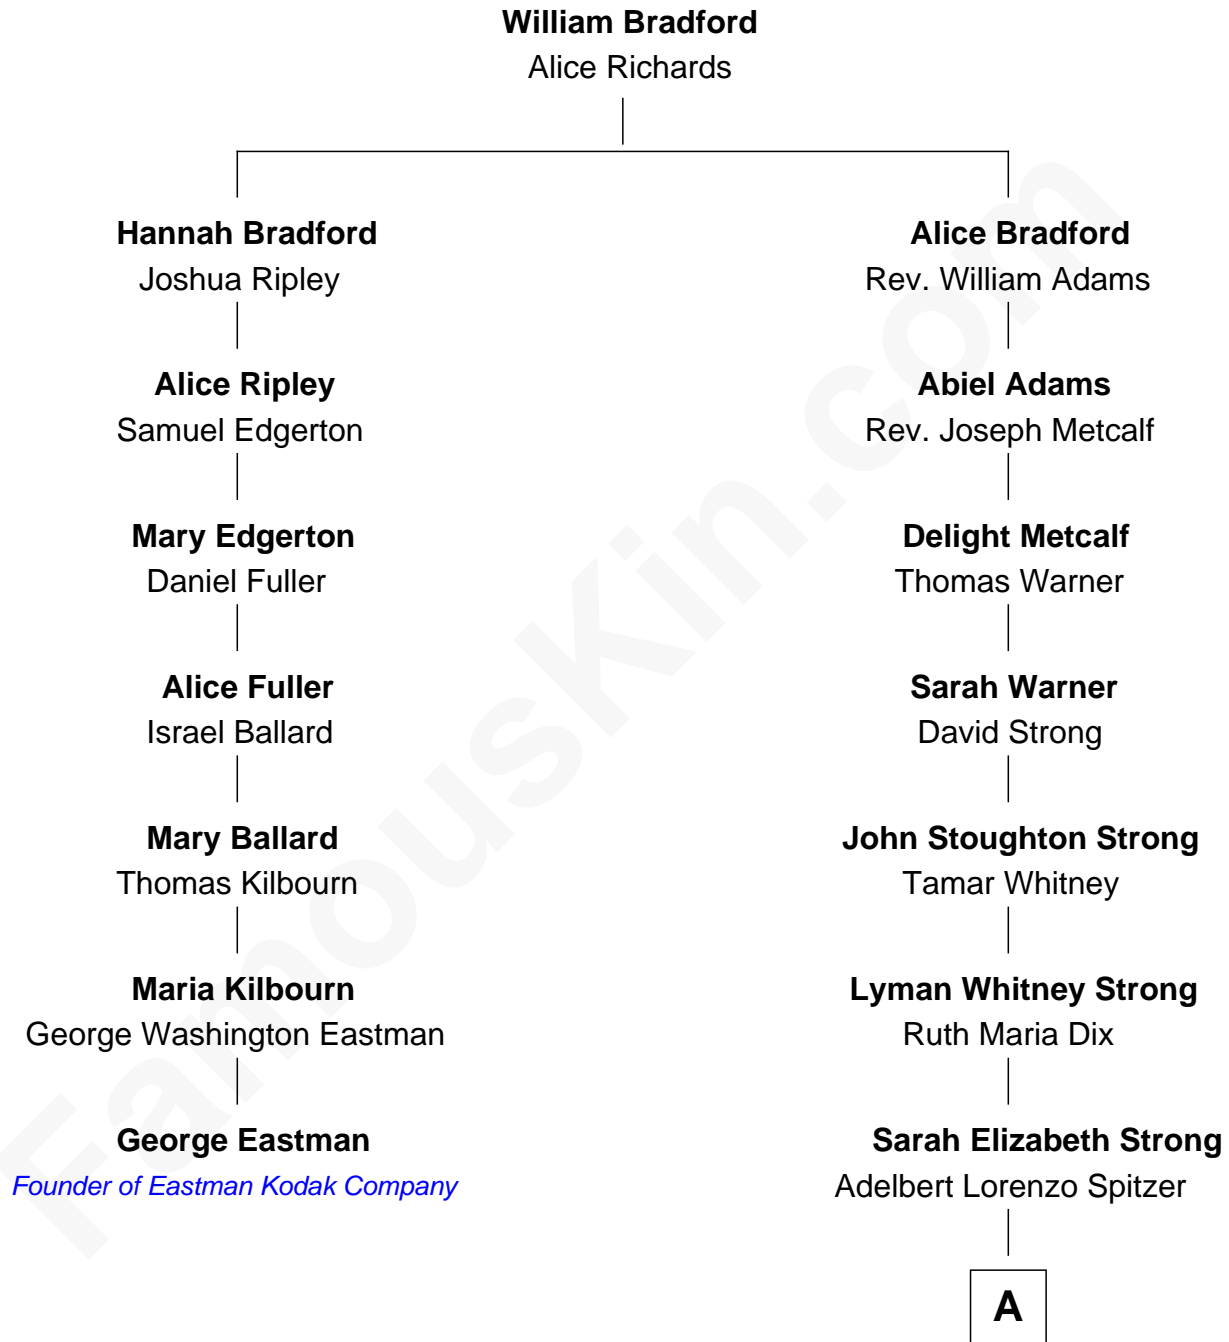 William Bradford
Alice Richards
Hannah Bradford
Joshua Ripley
Alice Bradford
Rev. William Adams
Alice Ripley
Samuel Edgerton
Abiel Adams
Rev. Joseph Metcalf
Mary Edgerton
Daniel Fuller
Delight Metcalf
Thomas Warner
Alice Fuller
Israel Ballard
Sarah Warner
David Strong
Mary Ballard
Thomas Kilbourn
John Stoughton Strong
Tamar Whitney
Maria Kilbourn
George Washington Eastman
Lyman Whitney Strong
Ruth Maria Dix
George Eastman
Founder of Eastman Kodak Company
Sarah Elizabeth Strong
Adelbert Lorenzo Spitzer
A
FamousKin.com